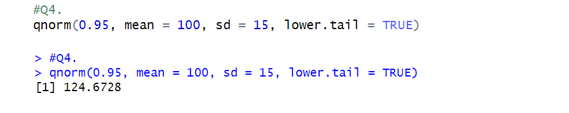 #Q4.
qnorm(0.95, mean = 100, sd = 15, lower.tail = TRUE)
> #Q4.
> qnorm(0.95, mean = 100, sd = 15, lower.tail = TRUE)
[1] 124.6728